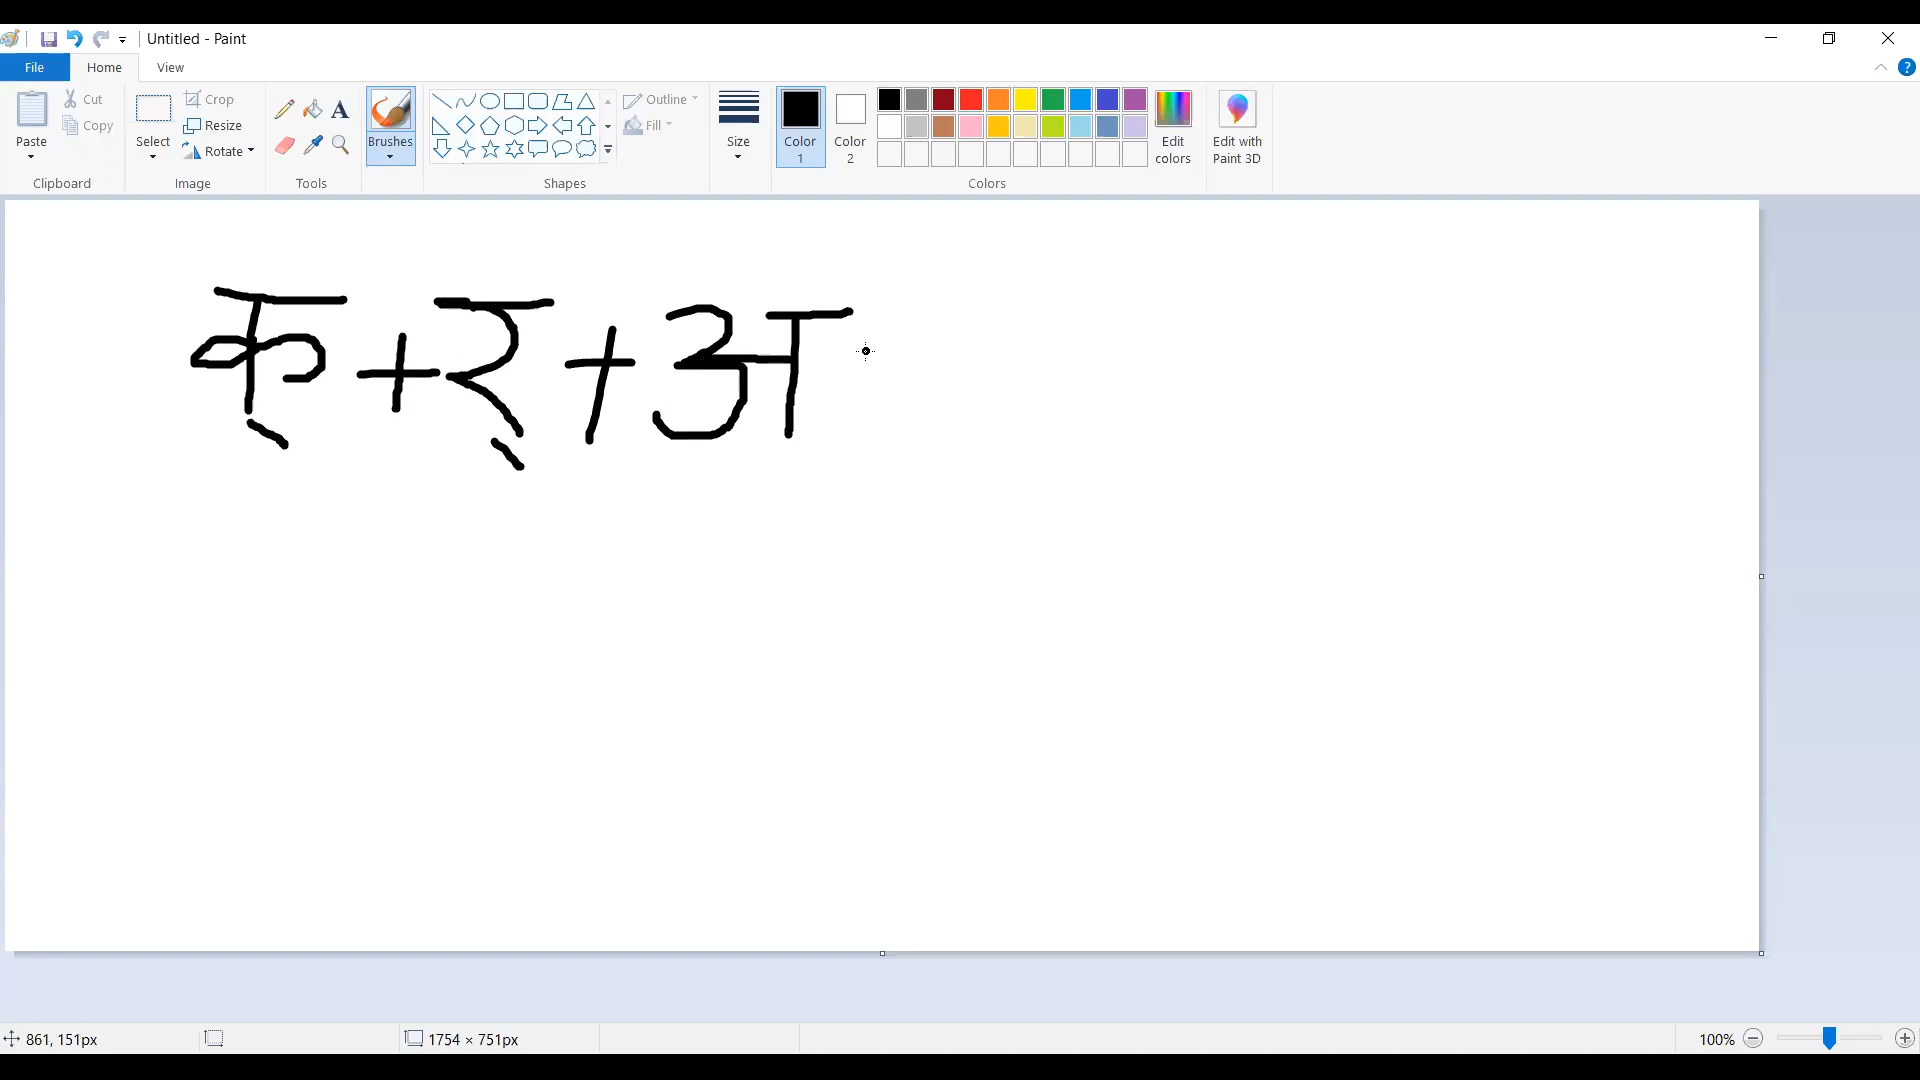 Untitled - Paint
File Home View
Paste Cut Copy Select Crop Resize Rotate Brushes Outline Fill Size Color 1 Color 2 Edit colors Edit with Paint 3D
Clipboard Image Tools Shapes Colors
क् + र् + अ
861, 151px 1754 × 751px 100%